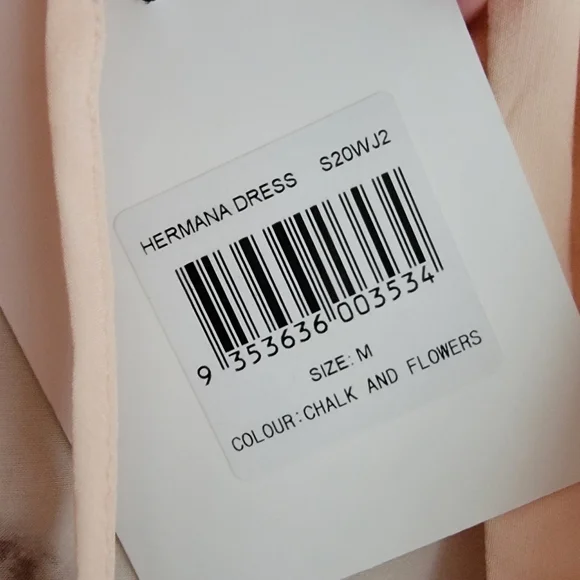 HERMANA DRESS S20WJ2
9 353636 003534
SIZE: M
COLOUR: CHALK AND FLOWERS